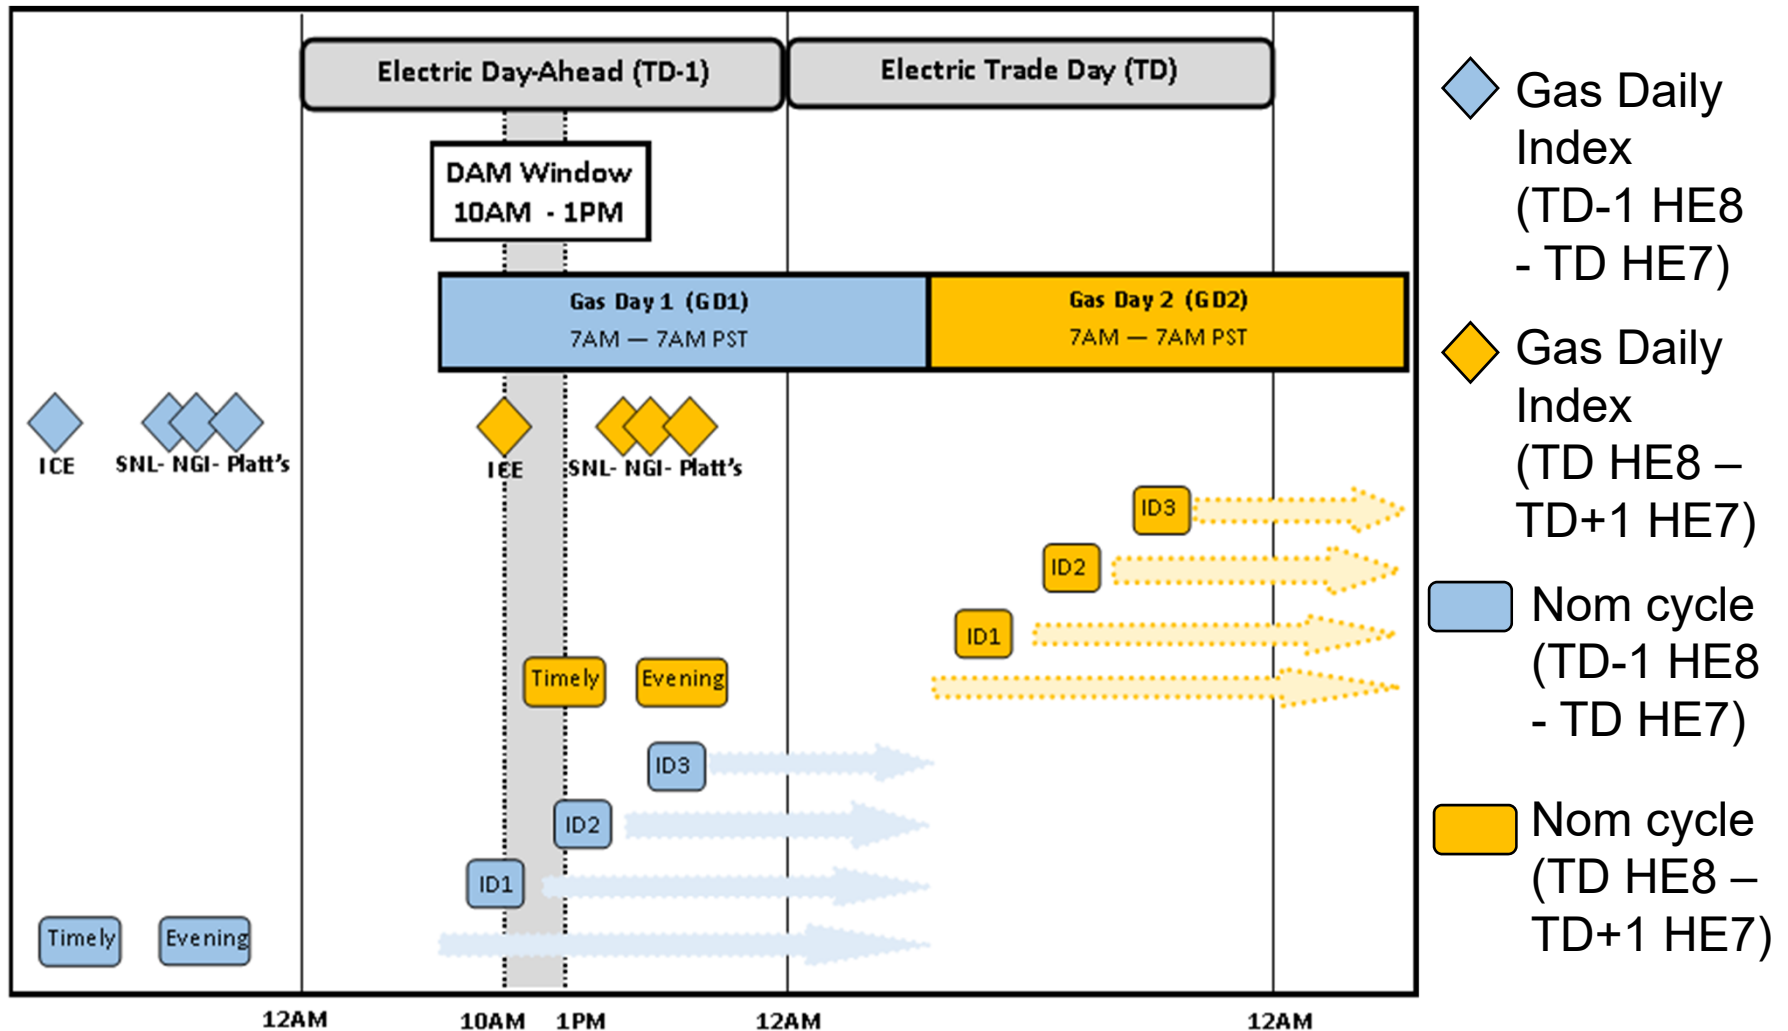 Electric Day-Ahead (TD-1)
Electric Trade Day (TD)
DAM Window
10AM - 1PM
Gas Day 1 (GD1)
7AM — 7AM PST
Gas Day 2 (GD2)
7AM — 7AM PST
ICE
SNL- NGI- Platt's
ICE
SNL- NGI- Platt's
ID3
ID2
ID1
Timely
Evening
ID3
ID2
ID1
Timely
Evening
12AM
10AM
1PM
12AM
12AM
Gas Daily
Index
(TD-1 HE8
- TD HE7)
Gas Daily
Index
(TD HE8 –
TD+1 HE7)
Nom cycle
(TD-1 HE8
- TD HE7)
Nom cycle
(TD HE8 –
TD+1 HE7)